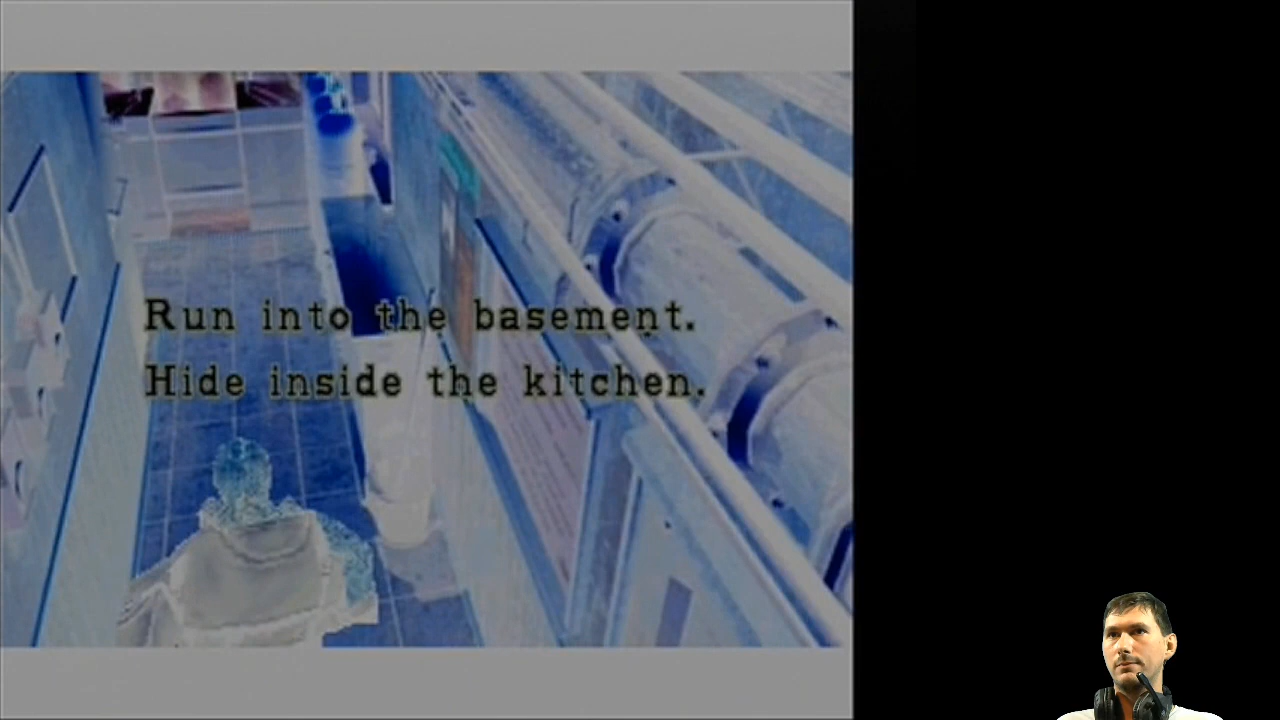 Run into the basement.
Hide inside the kitchen.